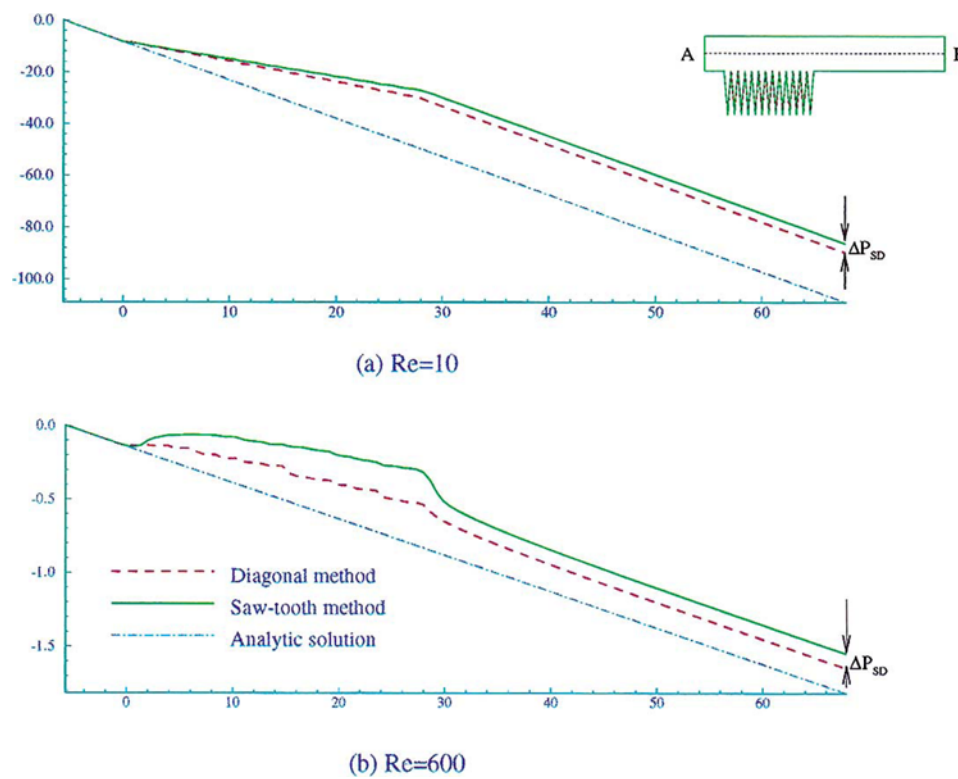 0.0
-20.0
-40.0
-60.0
-80.0
-100.0
0 10 20 30 40 50 60
A
ΔP_SD
(a) Re=10
0.0
-0.5
-1.0
-1.5
0 10 20 30 40 50 60
Diagonal method
Saw-tooth method
Analytic solution
ΔP_SD
(b) Re=600